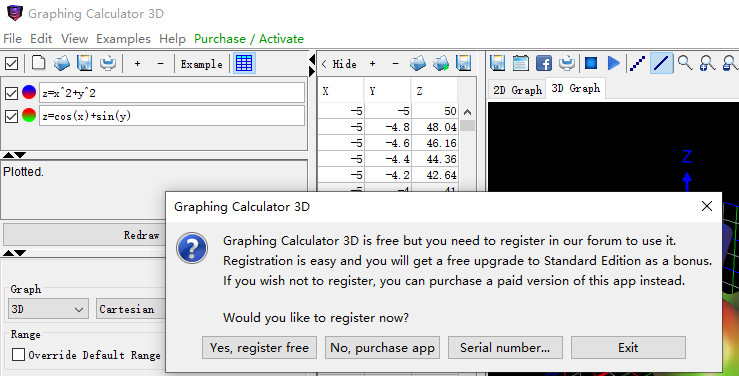 Graphing Calculator 3D
File Edit View Examples Help Purchase / Activate
+ - Example
z=x^2+y^2
z=cos(x)+sin(y)
Plotted.
Redraw
Graph
3D Cartesian
Range
Override Default Range
< Hide + -
X Y Z
-5 -5 50
-5 -4.8 48.04
-5 -4.6 46.16
-5 -4.4 44.36
-5 -4.2 42.64
-5 -4 41
2D Graph 3D Graph
Z
Graphing Calculator 3D
Graphing Calculator 3D is free but you need to register in our forum to use it.
Registration is easy and you will get a free upgrade to Standard Edition as a bonus.
If you wish not to register, you can purchase a paid version of this app instead.
Would you like to register now?
Yes, register free No, purchase app Serial number... Exit